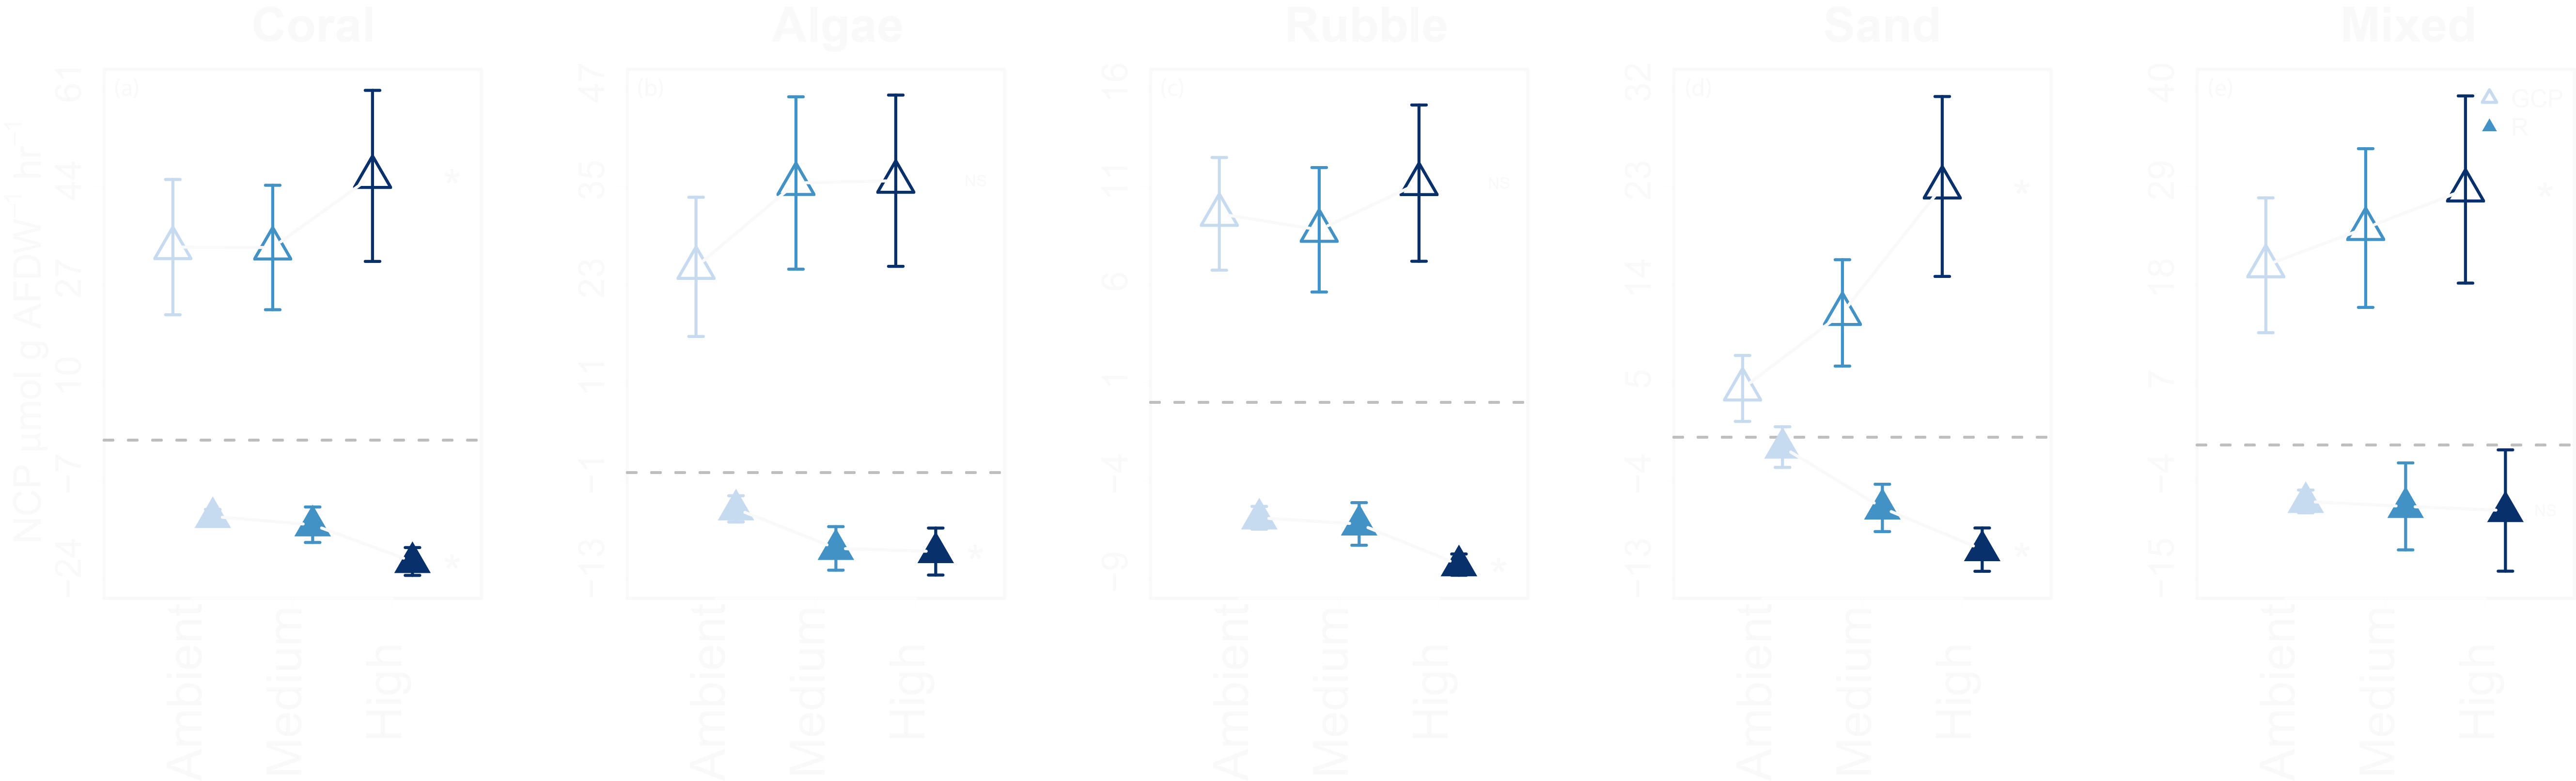 Coral Algae Rubble Sand Mixed
NCP µmol g AFDW⁻¹ hr⁻¹
(a)
61
44
27
10
−7
−24
*
*
Ambient
Medium
High
(b)
47
35
23
11
−1
−13
NS
*
Ambient
Medium
High
(c)
16
11
6
1
−4
−9
NS
*
Ambient
Medium
High
(d)
32
23
14
5
−4
−13
*
*
Ambient
Medium
High
(e)
40
29
18
7
−4
−15
GCP
R
*
NS
Ambient
Medium
High